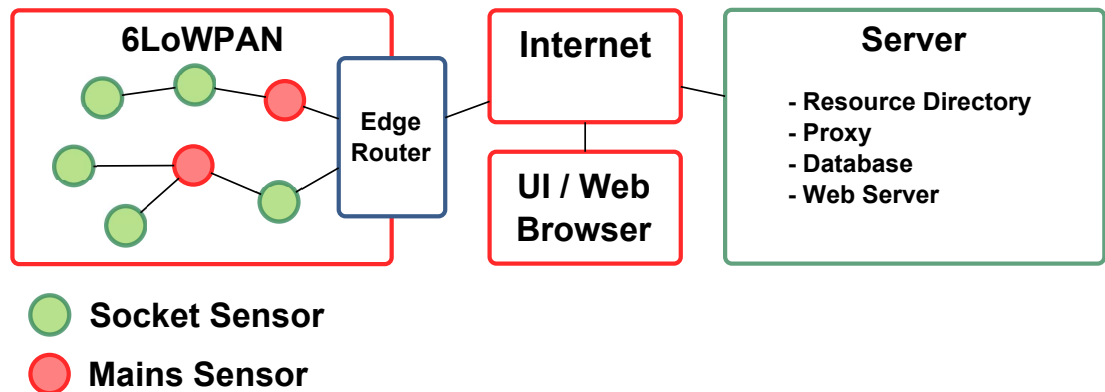 6LoWPAN
Edge
Router
Internet
UI / Web
Browser
Server
- Resource Directory
- Proxy
- Database
- Web Server
Socket Sensor
Mains Sensor